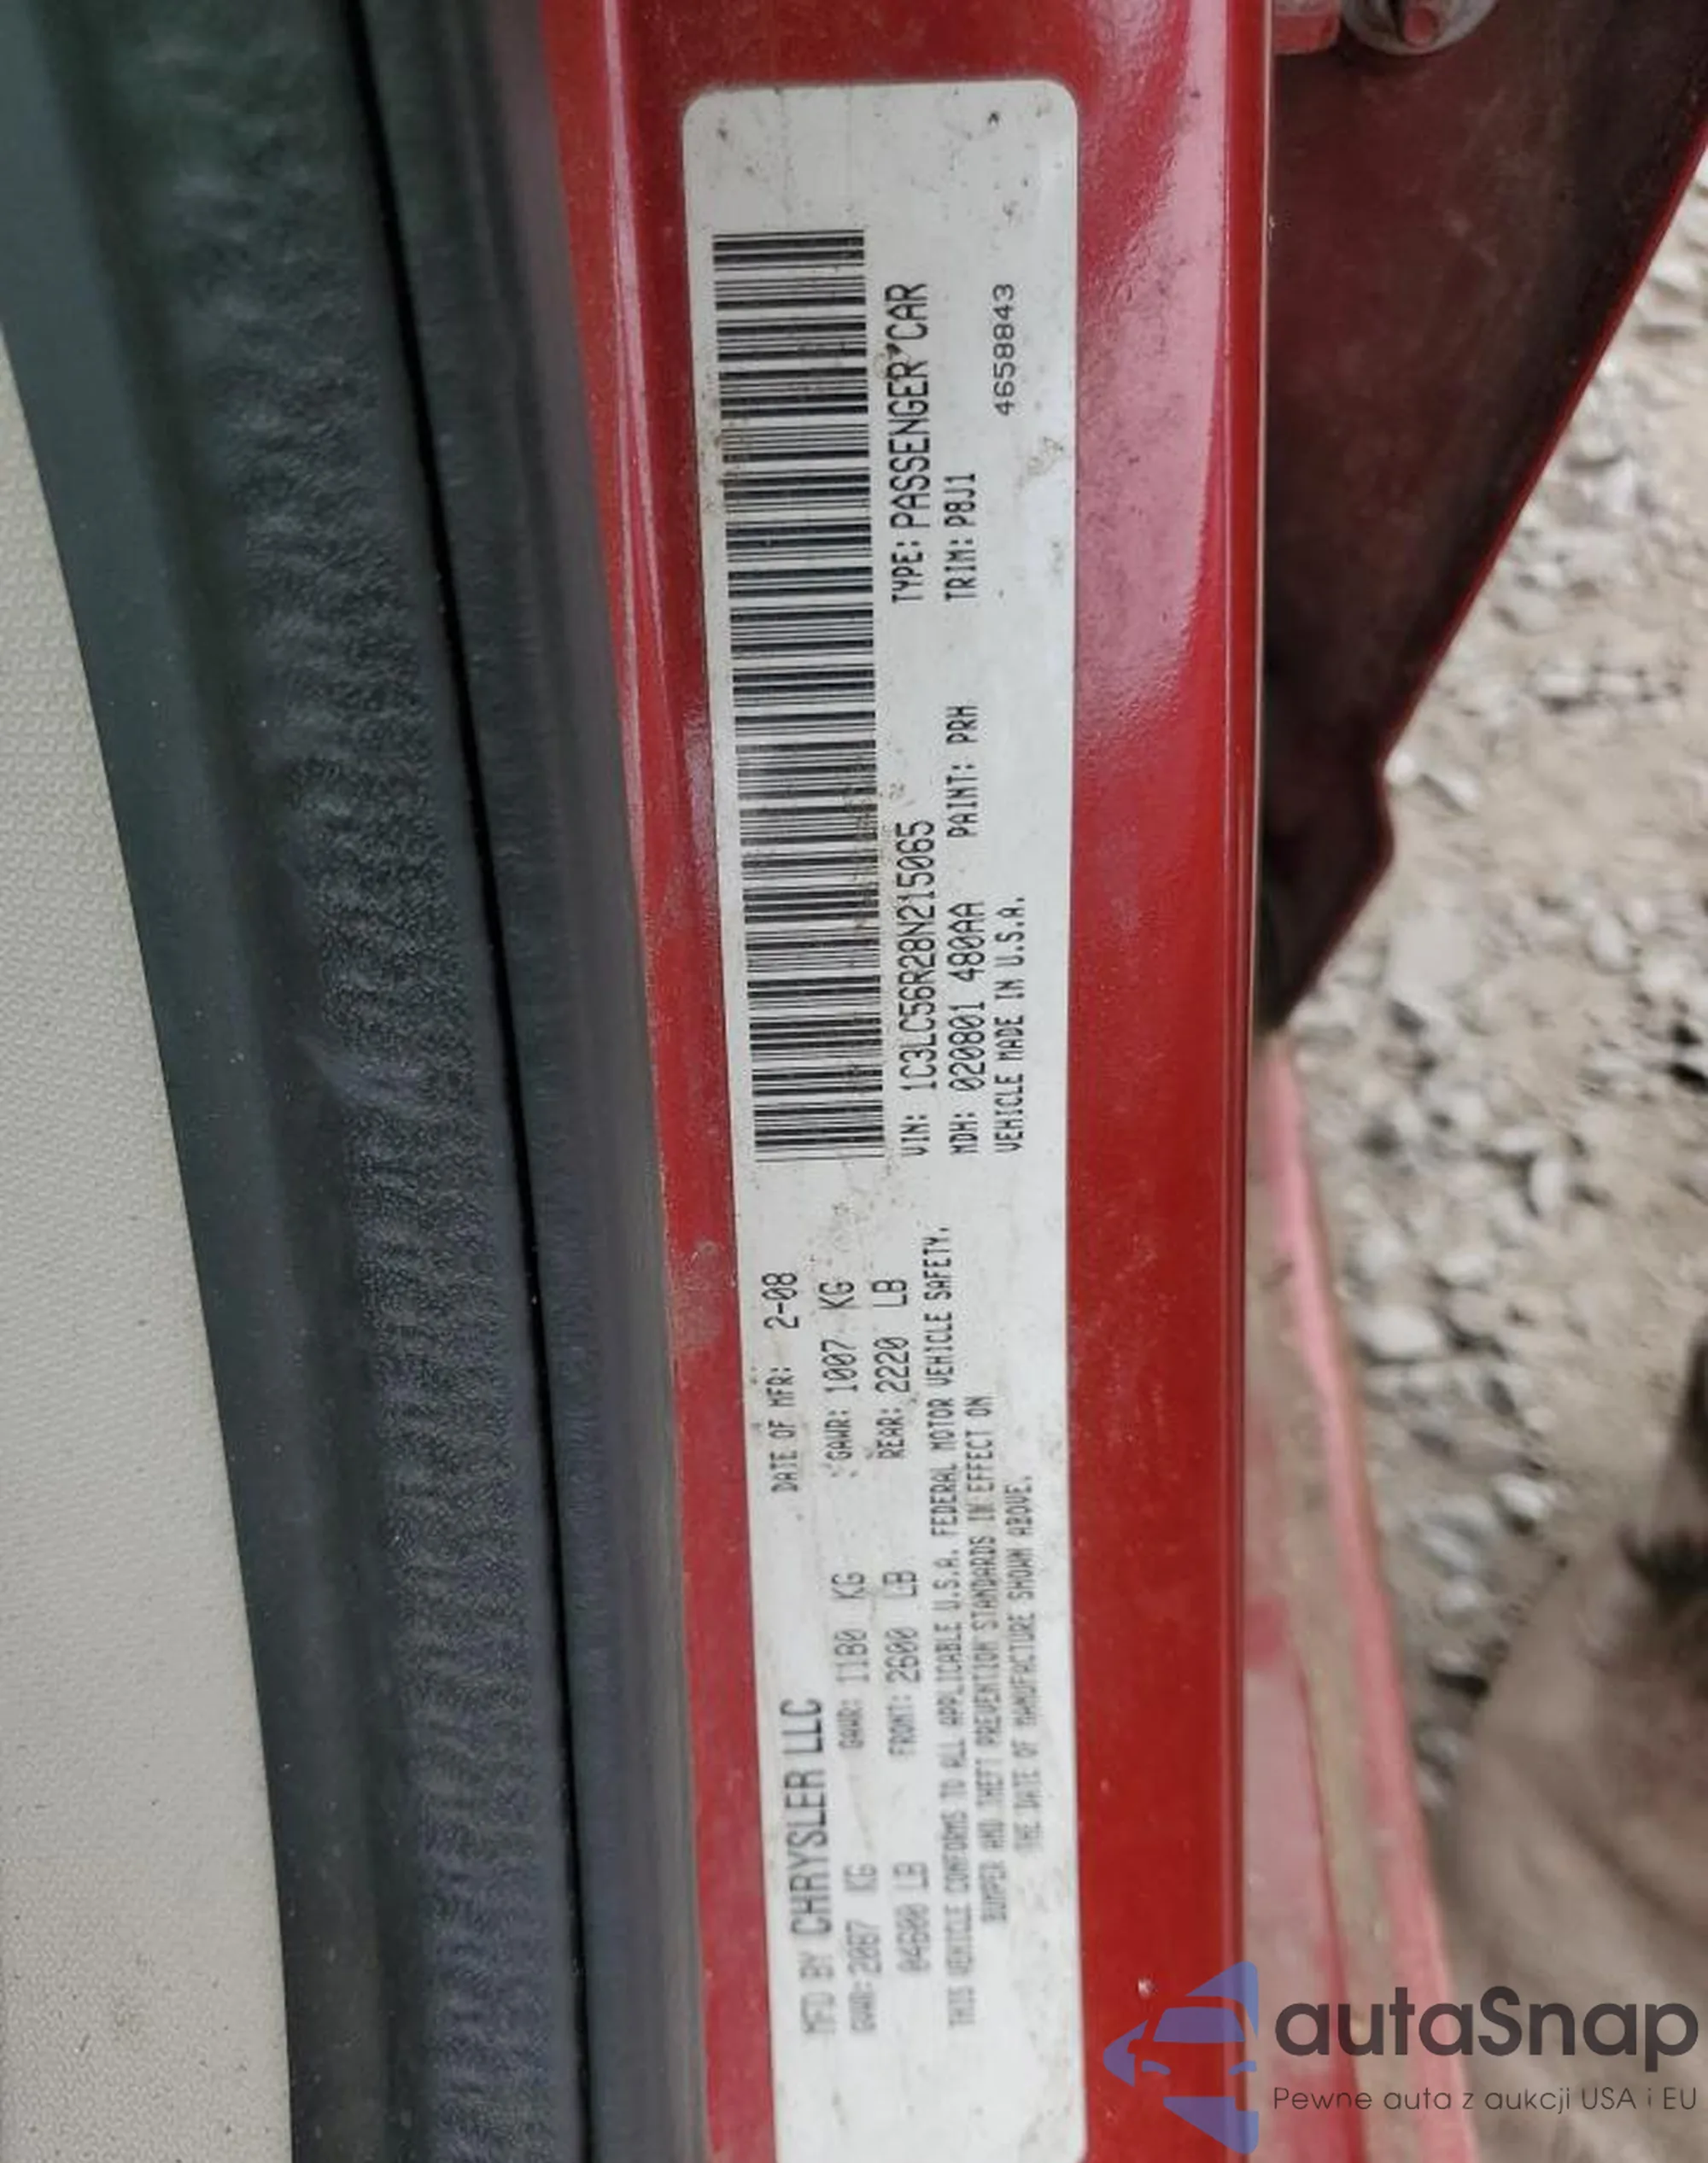 MFD BY CHRYSLER LLC
DATE OF MFR: 2-08
GVWR: 2087 KG
GAWR: 1180 KG
GAWR: 1007 KG
04600 LB
FRONT: 2600 LB
REAR: 2220 LB
THIS VEHICLE CONFORMS TO ALL APPLICABLE U.S.A. FEDERAL MOTOR VEHICLE SAFETY,
BUMPER AND THEFT PREVENTION STANDARDS IN EFFECT ON
THE DATE OF MANUFACTURE SHOWN ABOVE.
VIN: 1C3LC56R28N215065
TYPE: PASSENGER CAR
MDH: 020801 480AA
PAINT: PRH
TRIM: P8J1
VEHICLE MADE IN U.S.A.
4658843
autaSnap
Pewne auta z aukcji USA i EU